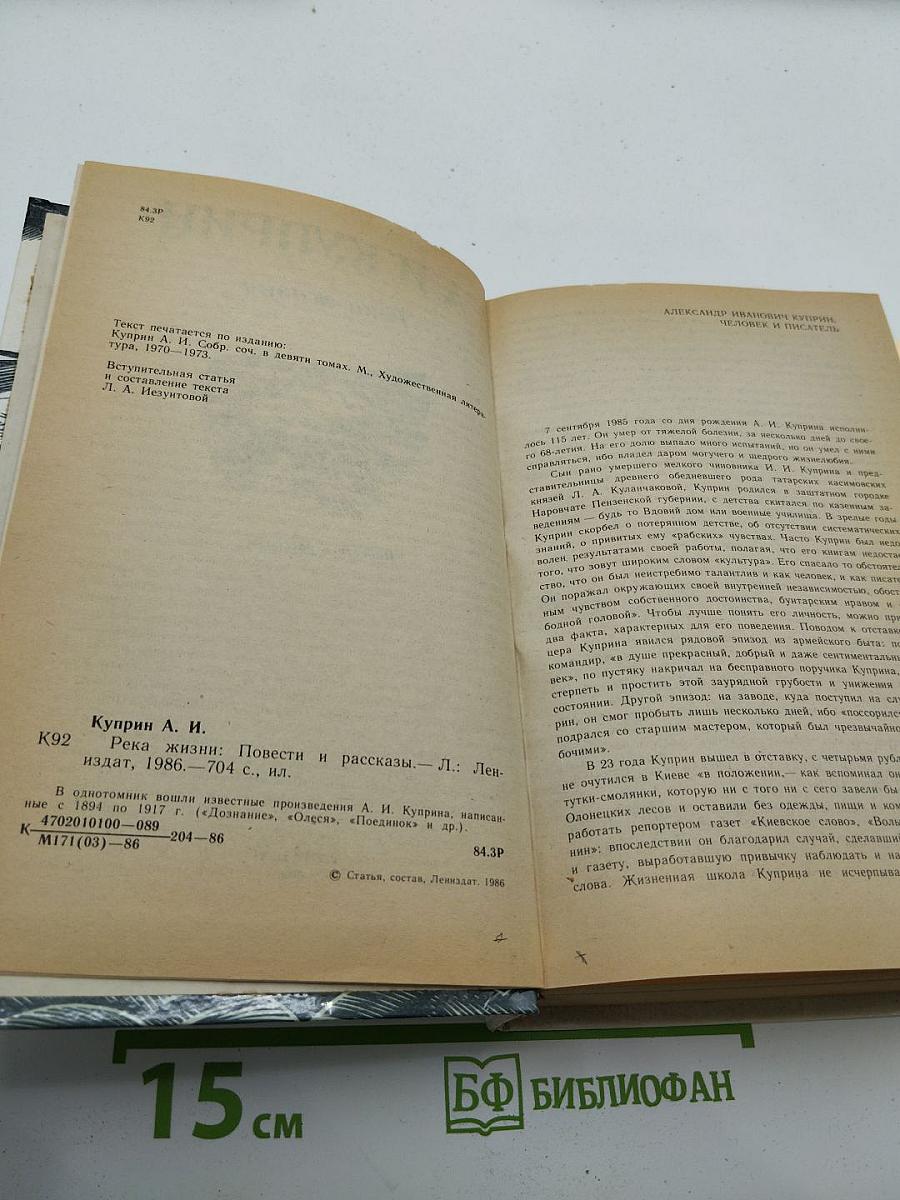 84.3Р
К92
Текст печатается по изданию:
Куприн А. И. Собр. соч. в девяти томах. М., Художественная литера-
тура, 1970—1973.
Вступительная статья
и составление текста
Л. А. Иезуитовой
Куприн А. И.
К92 Река жизни: Повести и рассказы.— Л.: Лен-
издат, 1986.—704 с., ил.
В однотомник вошли известные произведения А. И. Куприна, написан-
ные с 1894 по 1917 г. («Дознание», «Олеся», «Поединок» и др.).
К 4702010100—089
М171(03)—86
204—86
84.3Р
© Статья, состав, Лениздат. 1986
АЛЕКСАНДР ИВАНОВИЧ КУПРИН,
ЧЕЛОВЕК И ПИСАТЕЛЬ
7 сентября 1985 года со дня рождения А. И. Куприна исполни-
лось 115 лет. Он умер от тяжелой болезни, за несколько дней до свое-
го 68-летия. На его долю выпало много испытаний, но он умел с ними
справляться, ибо владел даром могучего и щедрого жизнелюбия.
Сын рано умершего мелкого чиновника И. И. Куприна и пред-
ставительницы древнего обедневшего рода татарских касимовских
князей Л. А. Куланчаковой, Куприн родился в заштатном городке
Наровчате Пензенской губернии, с детства скитался по казенным за-
ведениям — будь то Вдовий дом или военные училища. В зрелые годы
Куприн скорбел о потерянном детстве, об отсутствии систематических
знаний, о привитых ему «рабских» чувствах. Часто Куприн был недо
волен результатами своей работы, полагая, что его книгам недостае
того, что зовут широким словом «культура». Его спасало то обстоятел
ство, что он был неистребимо талантлив и как человек, и как писате
Он поражал окружающих своей внутренней независимостью, обост
ным чувством собственного достоинства, бунтарским нравом и
бодной головой». Чтобы лучше понять его личность, можно при
два факта, характерных для его поведения. Поводом к отставк
цера Куприна явился рядовой эпизод из армейского быта: по
командир, «в душе прекрасный, добрый и даже сентиментальн
век», по пустяку накричал на бесправного поручика Куприна,
стерпеть и простить этой заурядной грубости и унижения
состоянии. Другой эпизод: на заводе, куда поступил на слу
рин, он смог пробыть лишь несколько дней, ибо «поссорилс
подрался со старшим мастером, который был чрезвычайно
бочими».
В 23 года Куприн вышел в отставку, с четырьмя рубл
не очутился в Киеве «в положении,— как вспоминал он
тутки-смолянки, которую ни с того ни с сего завели бы
Олонецких лесов и оставили без одежды, пищи и ком
работать репортером газет «Киевское слово», «Волы
нин»: впоследствии он благодарил случай, сделавший
и газету, выработавшую привычку наблюдать и на
слова. Жизненная школа Куприна не исчерпыва
15 см
БФ БИБЛИОФАН